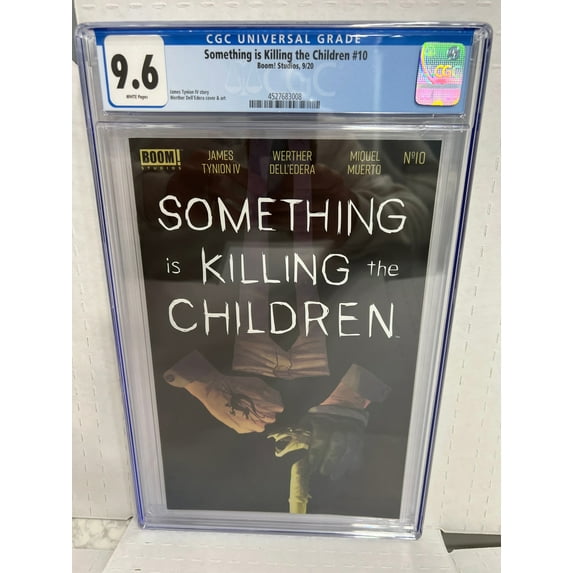 CGC UNIVERSAL GRADE
9.6
WHITE Pages
Something is Killing the Children #10
Boom! Studios, 9/20
James Tynion IV story
Werther Dell'Edera cover & art
4527683008
CGC
BOOM!
STUDIOS
JAMES
TYNION IV
WERTHER
DELL'EDERA
MIQUEL
MUERTO
Nº10
SOMETHING
is KILLING the
CHILDREN